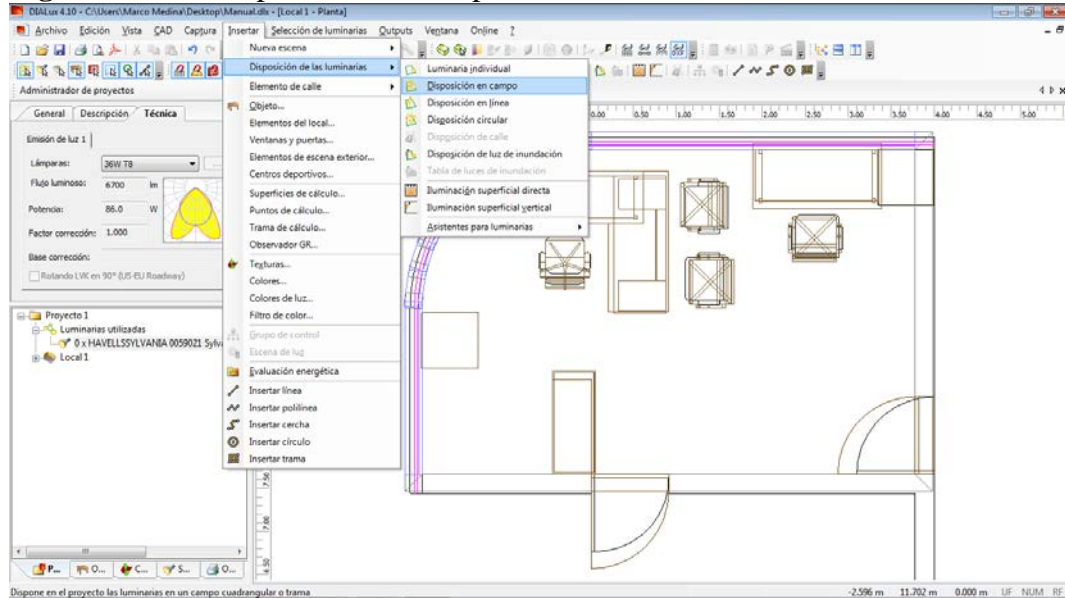 DIALux 4.10 - C:\Users\Marco Medina\Desktop\Manual.dlx - [Local 1 - Planta]
Archivo Edición Vista CAD Captura Insertar Selección de luminarias Outputs Ventana Online ?
Administrador de proyectos
General Descripción Técnica
Emisión de luz 1
Lámparas: 36W T8
Flujo luminoso: 6700 lm
Potencia: 86.0 W
Factor corrección: 1.000
Base corrección:
Rotando LVK en 90° (US-EU Roadway)
Proyecto 1
Luminarias utilizadas
0 x HAVELLSSYLVANIA 0059021 Sylv
Local 1
P... O... C... S... O...
Nueva escena
Disposición de las luminarias
Elemento de calle
Objeto...
Elementos del local...
Ventanas y puertas...
Elementos de escena exterior...
Centros deportivos...
Superficies de cálculo...
Puntos de cálculo...
Trama de cálculo...
Observador GR...
Texturas...
Colores...
Colores de luz...
Filtro de color...
Grupo de control
Escena de luz
Evaluación energética
Insertar línea
Insertar polilínea
Insertar cercha
Insertar círculo
Insertar trama
Luminaria individual
Disposición en campo
Disposición en línea
Disposición circular
Disposición de calle
Disposición de luz de inundación
Tabla de luces de inundación
Iluminación superficial directa
Iluminación superficial vertical
Asistentes para luminarias
0.00 0.50 1.00 1.50 2.00 2.50 3.00 3.50 4.00 4.50 5.00
7.50
7.00
6.50
Dispone en el proyecto las luminarias en un campo cuadrangular o trama
-2.596 m 11.702 m 0.000 m UF NUM RF